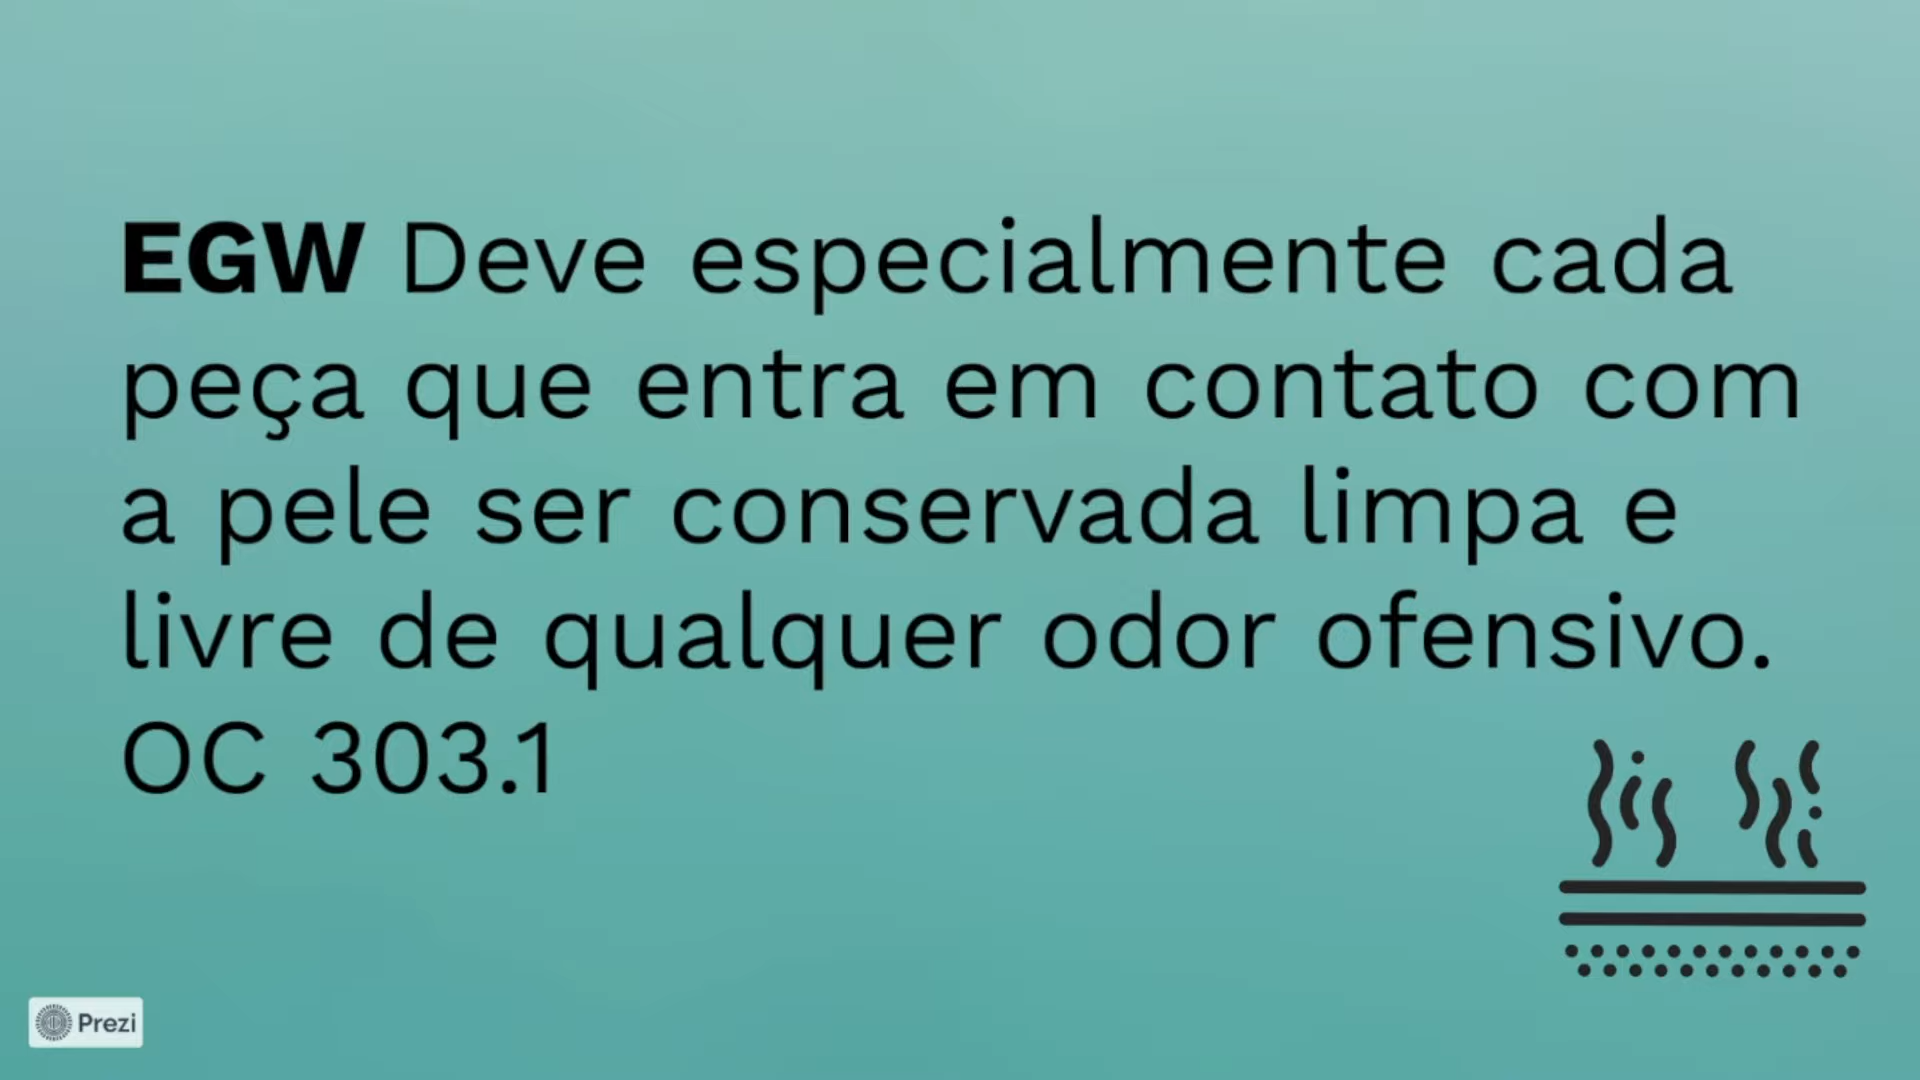 EGW Deve especialmente cada
peça que entra em contato com
a pele ser conservada limpa e
livre de qualquer odor ofensivo.
OC 303.1
Prezi